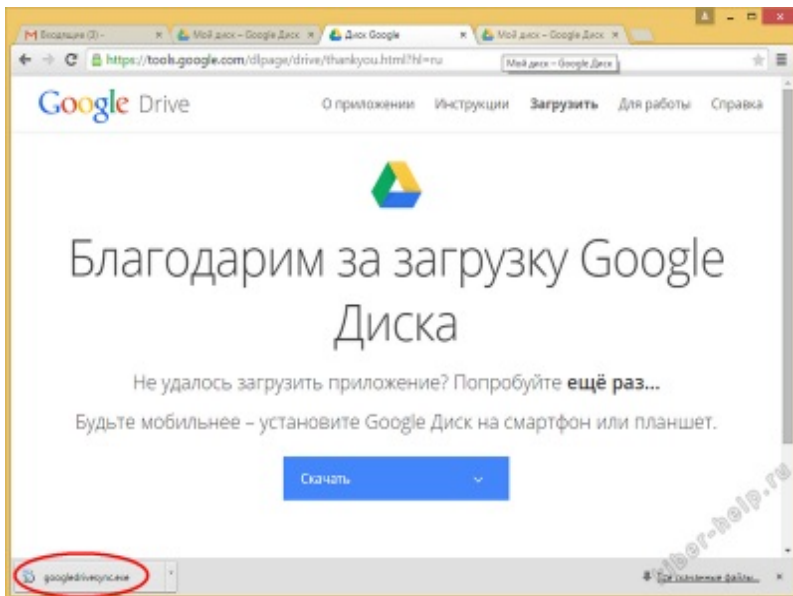 Входящие (3) -
Мой диск – Google Диск
Диск Google
Мой диск – Google Диск
https://tools.google.com/dlpage/drive/thankyou.html?hl=ru
Мой диск – Google Диск
Google Drive
О приложении
Инструкции
Загрузить
Для работы
Справка
Благодарим за загрузку Google
Диска
Не удалось загрузить приложение? Попробуйте ещё раз...
Будьте мобильнее – установите Google Диск на смартфон или планшет.
Скачать
googledrivesync.exe
файлы...